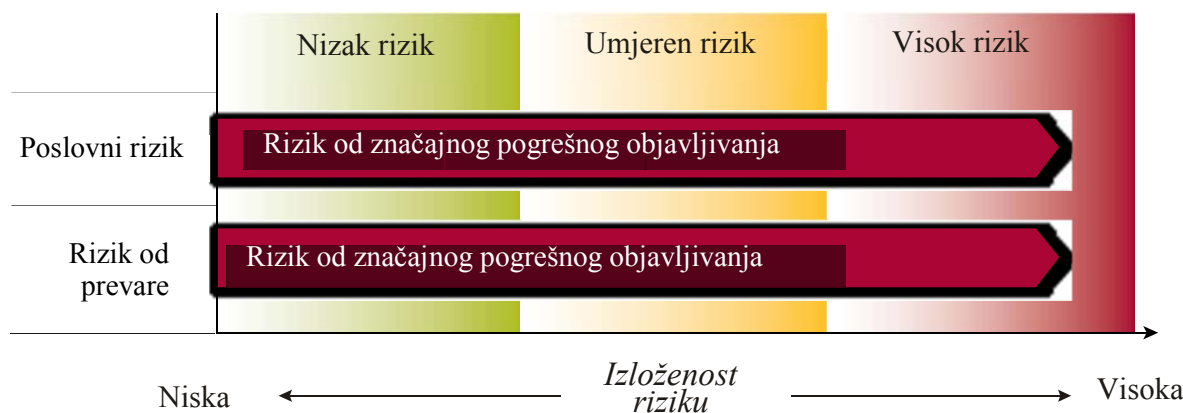 Nizak rizik
Umjeren rizik
Visok rizik
Poslovni rizik
Rizik od značajnog pogrešnog objavljivanja
Rizik od
prevare
Rizik od značajnog pogrešnog objavljivanja
Niska
Izloženost
riziku
Visoka